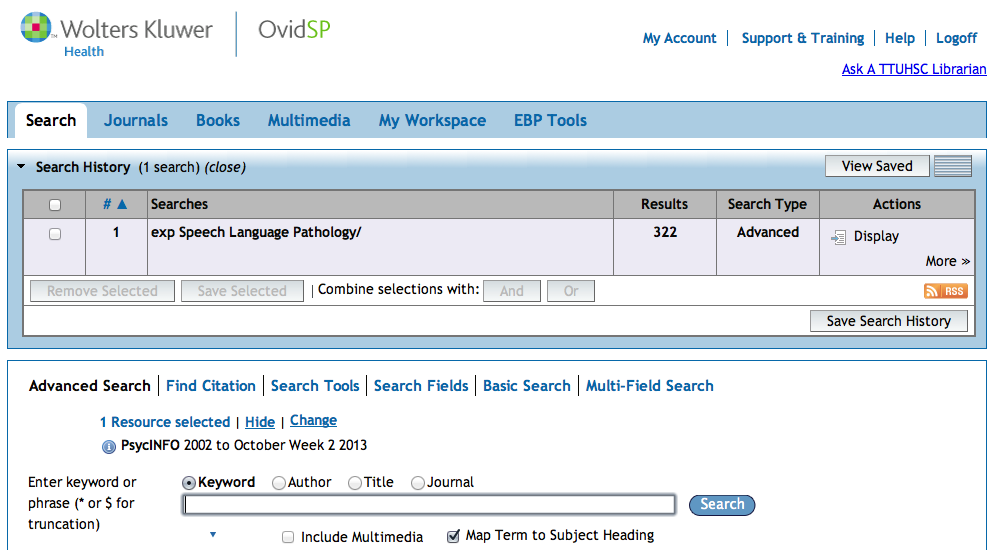 Wolters Kluwer
Health
OvidSP
My Account | Support & Training | Help | Logoff
Ask A TTUHSC Librarian
Search Journals Books Multimedia My Workspace EBP Tools
Search History (1 search) (close) View Saved
# ▲ Searches Results Search Type Actions
1 exp Speech Language Pathology/ 322 Advanced Display
More »
Remove Selected Save Selected | Combine selections with: And Or RSS
Save Search History
Advanced Search | Find Citation | Search Tools | Search Fields | Basic Search | Multi-Field Search
1 Resource selected | Hide | Change
i PsycINFO 2002 to October Week 2 2013
Enter keyword or Keyword Author Title Journal
phrase (* or $ for Search
truncation)
Include Multimedia Map Term to Subject Heading